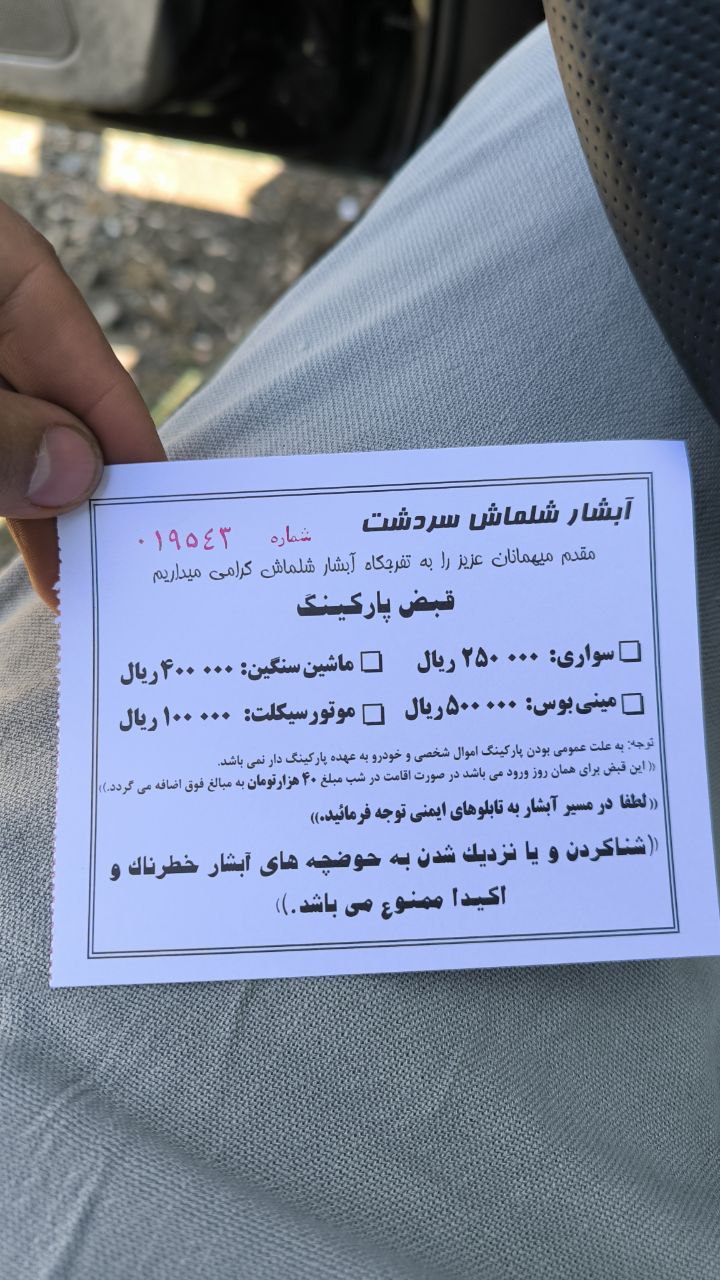 آبشار شلماش سردشت
شماره ۰۱۹۵۴۳
مقدم میهمانان عزیز را به تفرجگاه آبشار شلماش گرامی میداریم
قبض پارکینگ
سواری: ۰۰۰ ۲۵۰ ریال ماشین سنگین: ۰۰۰ ۴۰۰ ریال
مینی بوس: ۰۰۰ ۵۰۰ ریال موتور سیکلت: ۰۰۰ ۱۰۰ ریال
توجه: به علت عمومی بودن پارکینگ اموال شخصی و خودرو به عهده پارکینگ دار نمی باشد.
(( این قبض برای همان روز ورود می باشد در صورت اقامت در شب مبلغ ۴۰ هزارتومان به مبالغ فوق اضافه می گردد.))
((لطفا در مسیر آبشار به تابلوهای ایمنی توجه فرمائید.))
((شناکردن و یا نزدیك شدن به حوضچه های آبشار خطرناك و
اکیدا ممنوع می باشد.))